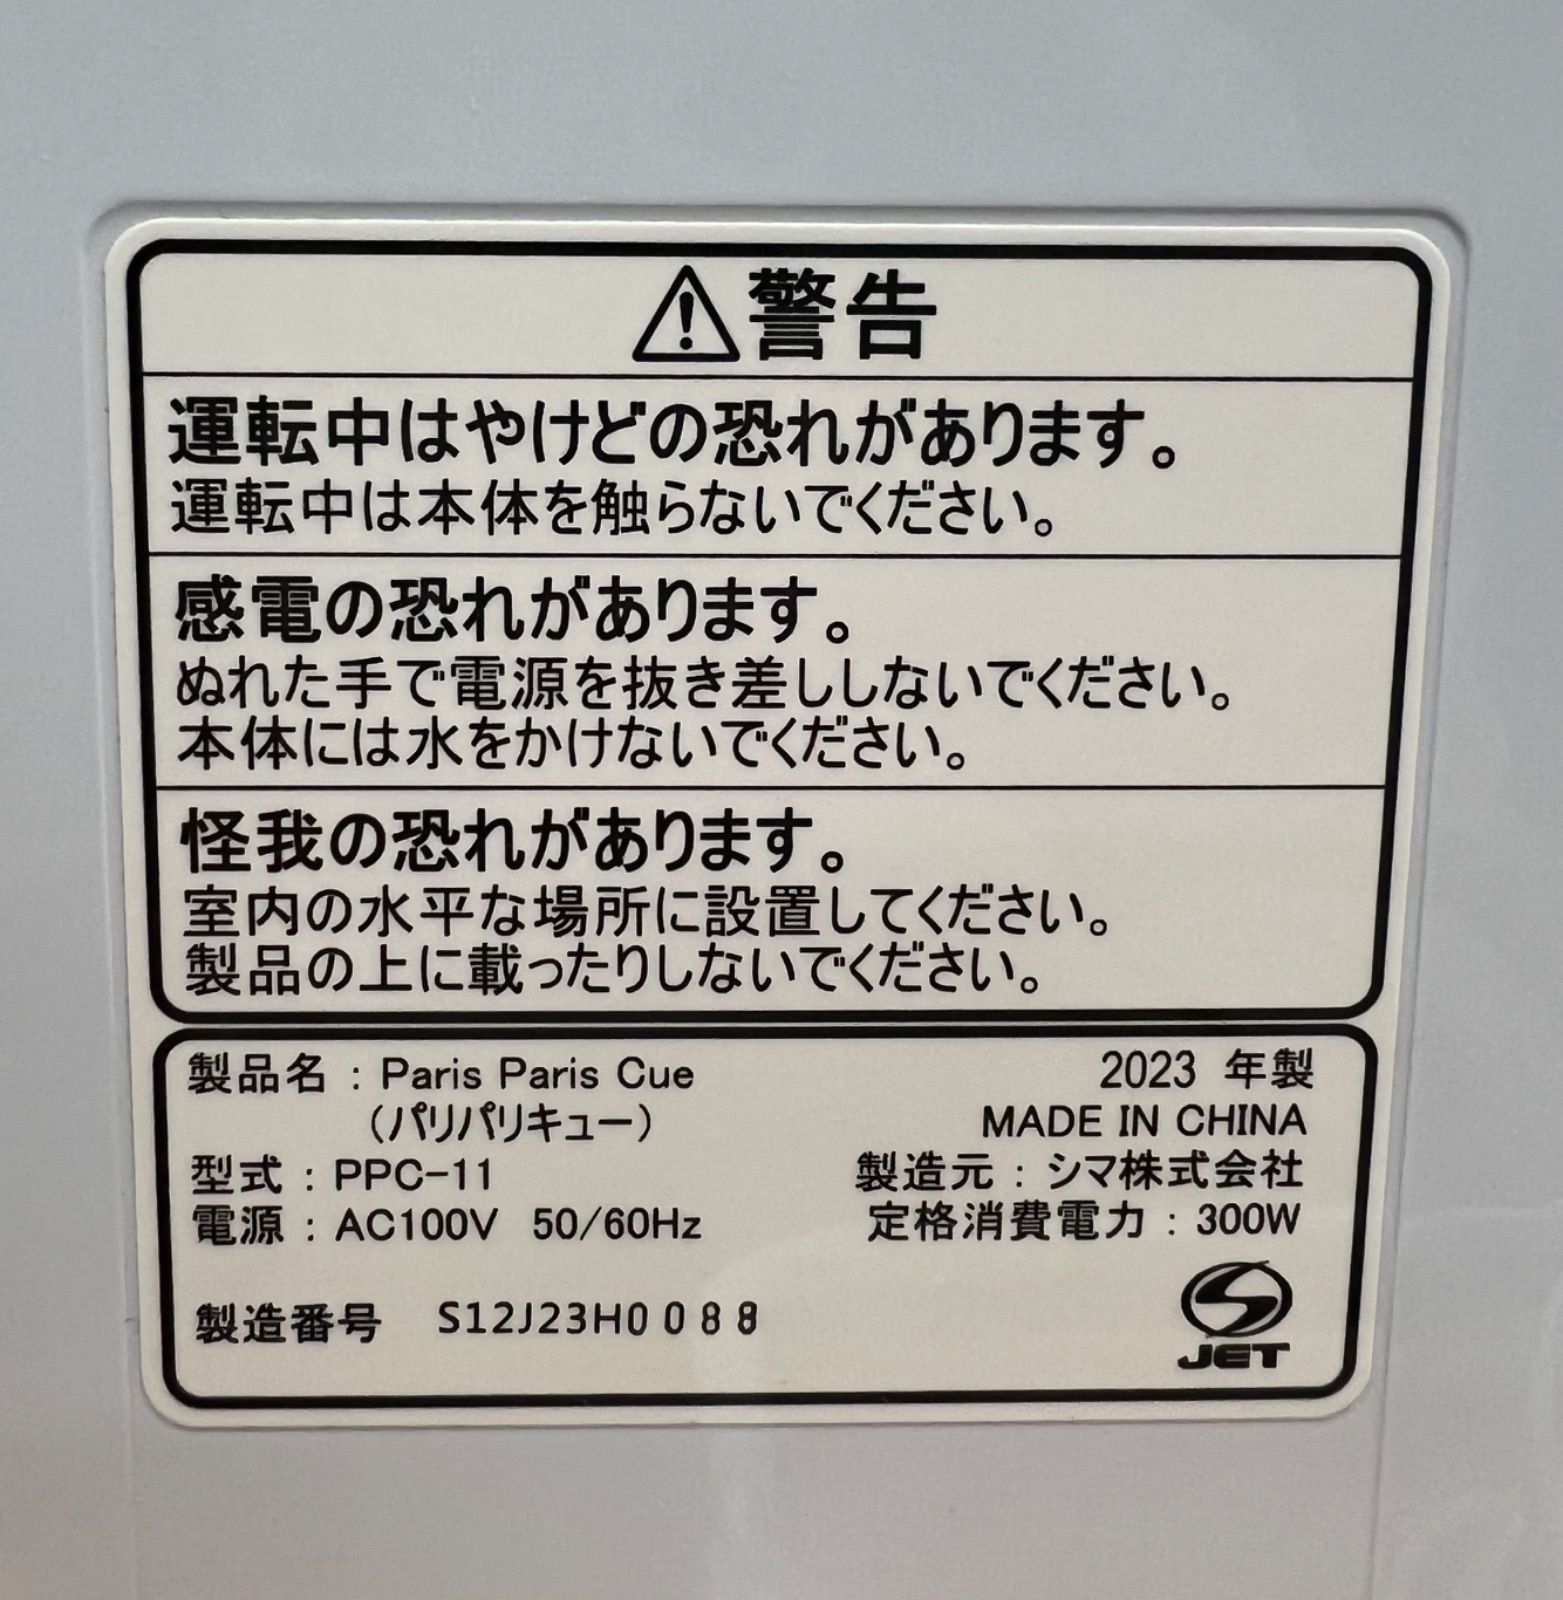 警告
運転中はやけどの恐れがあります。
運転中は本体を触らないでください。
感電の恐れがあります。
ぬれた手で電源を抜き差ししないでください。
本体には水をかけないでください。
怪我の恐れがあります。
室内の水平な場所に設置してください。
製品の上に載ったりしないでください。
製品名：Paris Paris Cue
（パリパリキュー）
型式：PPC-11
電源：AC100V 50/60Hz
製造番号 S12J23H0088
2023 年製
MADE IN CHINA
製造元：シマ株式会社
定格消費電力：300W
JET